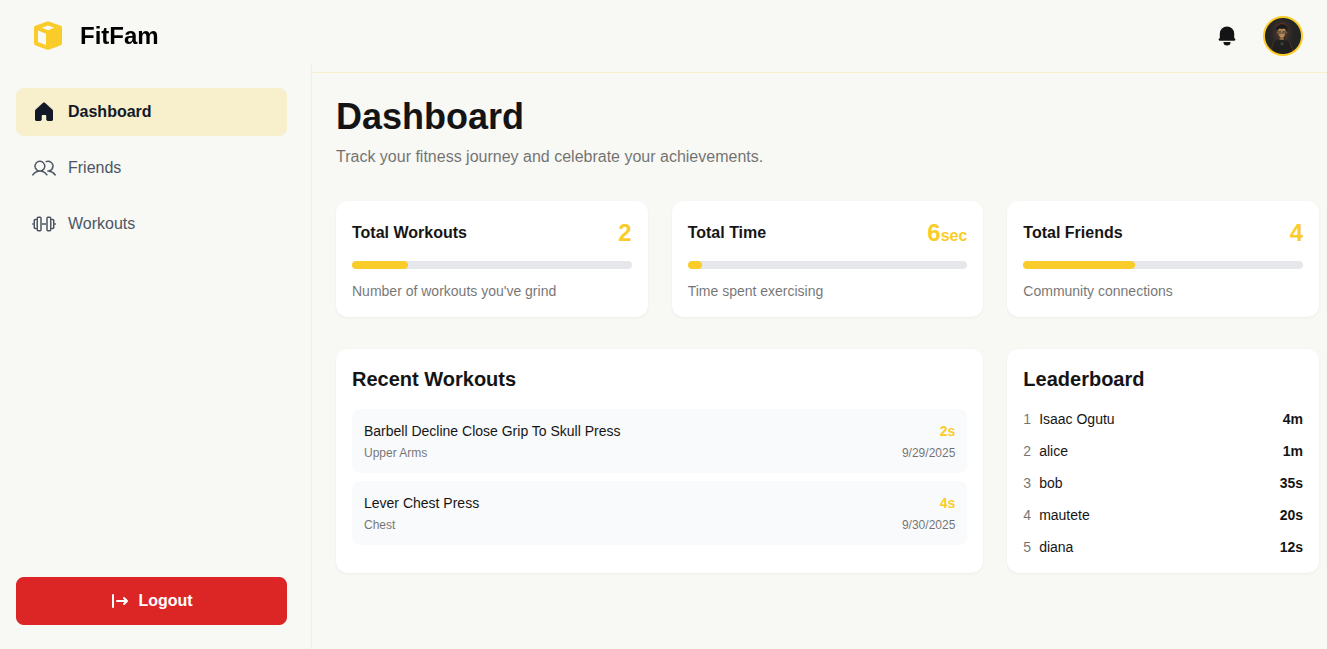 FitFam
Dashboard
Friends
Workouts
Logout
Dashboard
Track your fitness journey and celebrate your achievements.
Total Workouts 2
Number of workouts you've grind
Total Time 6sec
Time spent exercising
Total Friends 4
Community connections
Recent Workouts
Barbell Decline Close Grip To Skull Press 2s
Upper Arms 9/29/2025
Lever Chest Press 4s
Chest 9/30/2025
Leaderboard
1 Isaac Ogutu 4m
2 alice 1m
3 bob 35s
4 mautete 20s
5 diana 12s